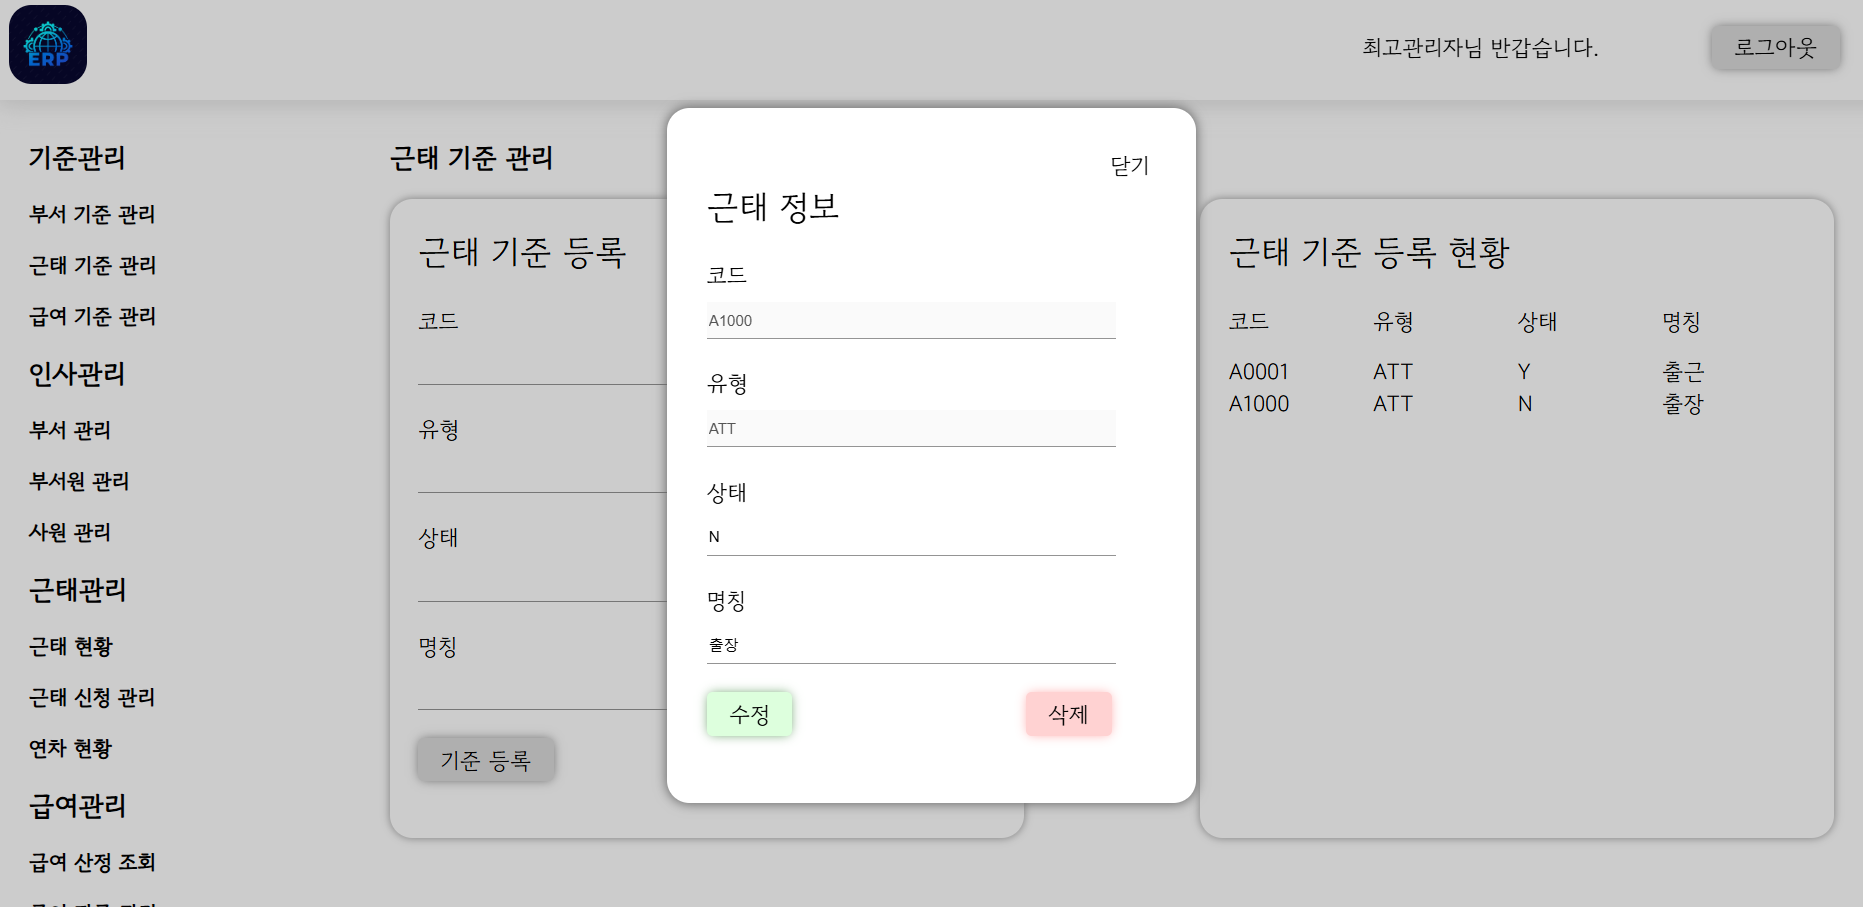 ERP
최고관리자님 반갑습니다.
로그아웃
기준관리
부서 기준 관리
근태 기준 관리
급여 기준 관리
인사관리
부서 관리
부서원 관리
사원 관리
근태관리
근태 현황
근태 신청 관리
연차 현황
급여관리
급여 산정 조회
근태 기준 관리
근태 기준 등록
코드
유형
상태
명칭
기준 등록
닫기
근태 정보
코드
A1000
유형
ATT
상태
N
명칭
출장
수정 삭제
근태 기준 등록 현황
코드 유형 상태 명칭
A0001 ATT Y 출근
A1000 ATT N 출장